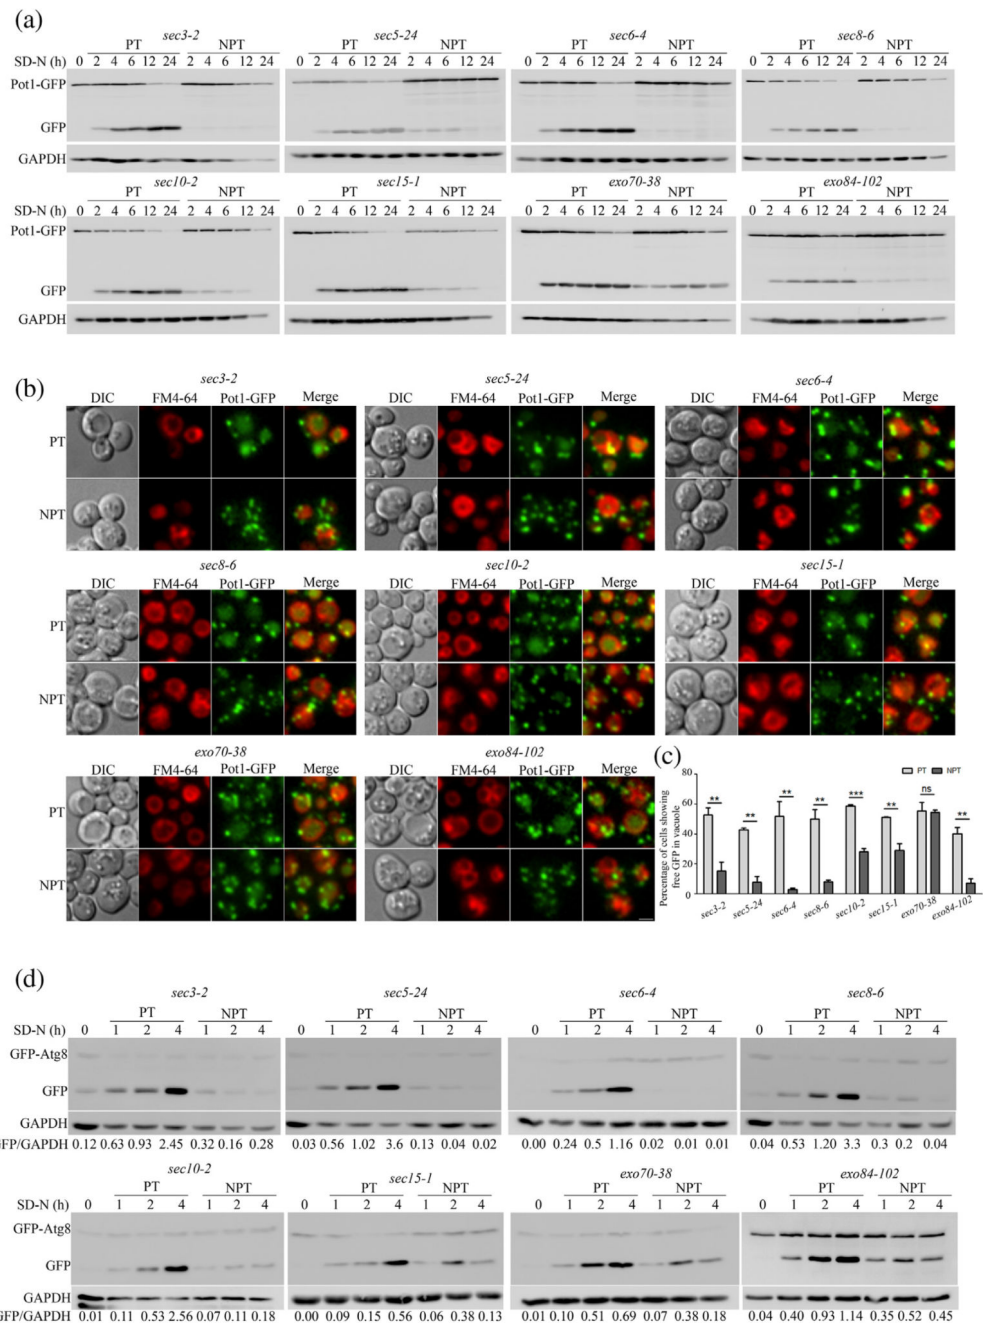 (a)
sec3-2 sec5-24 sec6-4 sec8-6
PT NPT PT NPT PT NPT PT NPT
SD-N (h) 0 2 4 6 12 24 2 4 6 12 24 0 2 4 6 12 24 2 4 6 12 24 0 2 4 6 12 24 2 4 6 12 24 0 2 4 6 12 24 2 4 6 12 24
Pot1-GFP
GFP
GAPDH
sec10-2 sec15-1 exo70-38 exo84-102
PT NPT PT NPT PT NPT PT NPT
SD-N (h) 0 2 4 6 12 24 2 4 6 12 24 0 2 4 6 12 24 2 4 6 12 24 0 2 4 6 12 24 2 4 6 12 24 0 2 4 6 12 24 2 4 6 12 24
Pot1-GFP
GFP
GAPDH
(b)
sec3-2 sec5-24 sec6-4
DIC FM4-64 Pot1-GFP Merge DIC FM4-64 Pot1-GFP Merge DIC FM4-64 Pot1-GFP Merge
PT PT PT
NPT NPT NPT
sec8-6 sec10-2 sec15-1
DIC FM4-64 Pot1-GFP Merge DIC FM4-64 Pot1-GFP Merge DIC FM4-64 Pot1-GFP Merge
PT PT PT
NPT NPT NPT
exo70-38 exo84-102
DIC FM4-64 Pot1-GFP Merge DIC FM4-64 Pot1-GFP Merge
PT PT
NPT NPT
(c)
PT NPT
Percentage of cells showing
free GFP in vacuole
80
60
40
20
0
** ** ** ** *** ** ns **
sec3-2 sec5-24 sec6-4 sec8-6 sec10-2 sec15-1 exo70-38 exo84-102
(d)
sec3-2 sec5-24 sec6-4 sec8-6
PT NPT PT NPT PT NPT PT NPT
SD-N (h) 0 1 2 4 1 2 4 0 1 2 4 1 2 4 0 1 2 4 1 2 4 0 1 2 4 1 2 4
GFP-Atg8
GFP
GAPDH
GFP/GAPDH 0.12 0.63 0.93 2.45 0.32 0.16 0.28 0.03 0.56 1.02 3.6 0.13 0.04 0.02 0.00 0.24 0.5 1.16 0.02 0.01 0.01 0.04 0.53 1.20 3.3 0.3 0.2 0.04
sec10-2 sec15-1 exo70-38 exo84-102
PT NPT PT NPT PT NPT PT NPT
SD-N (h) 0 1 2 4 1 2 4 0 1 2 4 1 2 4 0 1 2 4 1 2 4 0 1 2 4 1 2 4
GFP-Atg8
GFP
GAPDH
GFP/GAPDH 0.01 0.11 0.53 2.56 0.07 0.11 0.18 0.00 0.09 0.15 0.56 0.06 0.38 0.13 0.01 0.10 0.51 0.69 0.07 0.38 0.18 0.04 0.40 0.93 1.14 0.35 0.52 0.45